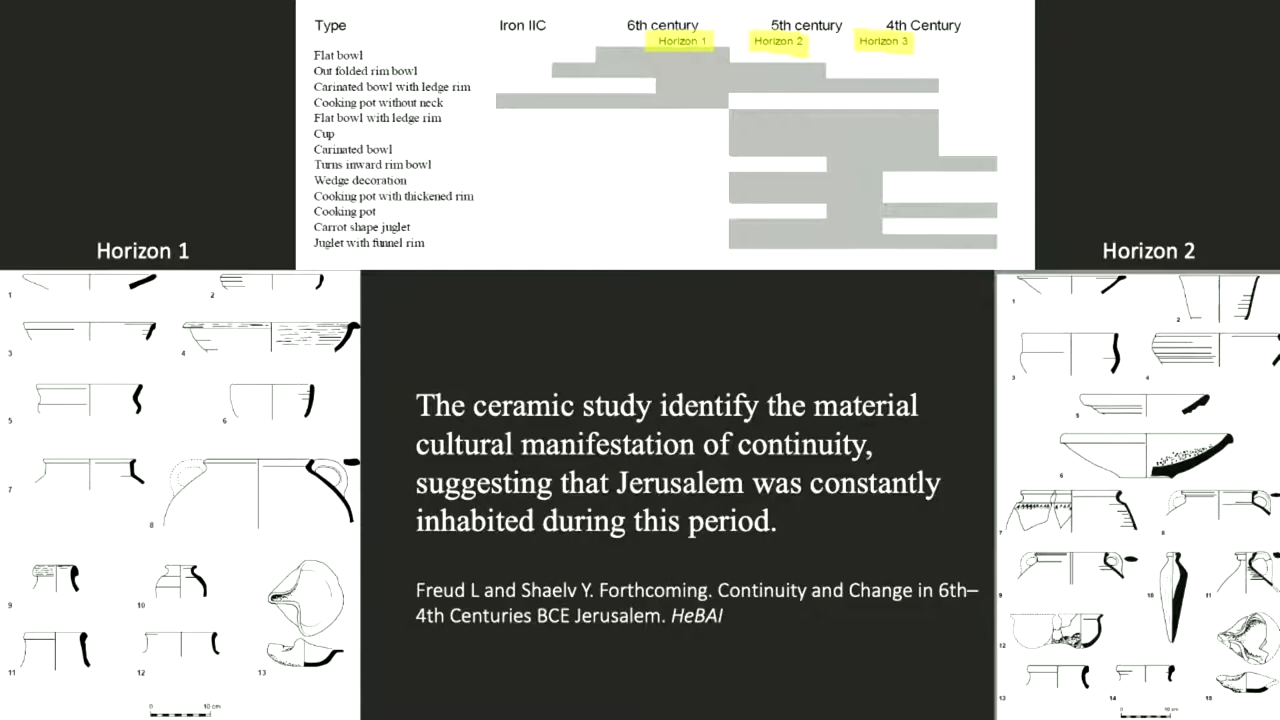 Type Iron IIC 6th century 5th century 4th Century
Horizon 1 Horizon 2 Horizon 3
Flat bowl
Out folded rim bowl
Carinated bowl with ledge rim
Cooking pot without neck
Flat bowl with ledge rim
Cup
Carinated bowl
Turns inward rim bowl
Wedge decoration
Cooking pot with thickened rim
Cooking pot
Carrot shape juglet
Juglet with funnel rim
Horizon 1
1 2
3 4
5 6
7 8
9 10
11 12 13
10 cm
The ceramic study identify the material
cultural manifestation of continuity,
suggesting that Jerusalem was constantly
inhabited during this period.
Freud L and Shaelv Y. Forthcoming. Continuity and Change in 6th–
4th Centuries BCE Jerusalem. HeBAI
Horizon 2
1 2
3 4
5
6
7 8
9 10 11
12
13 14 15
10 cm